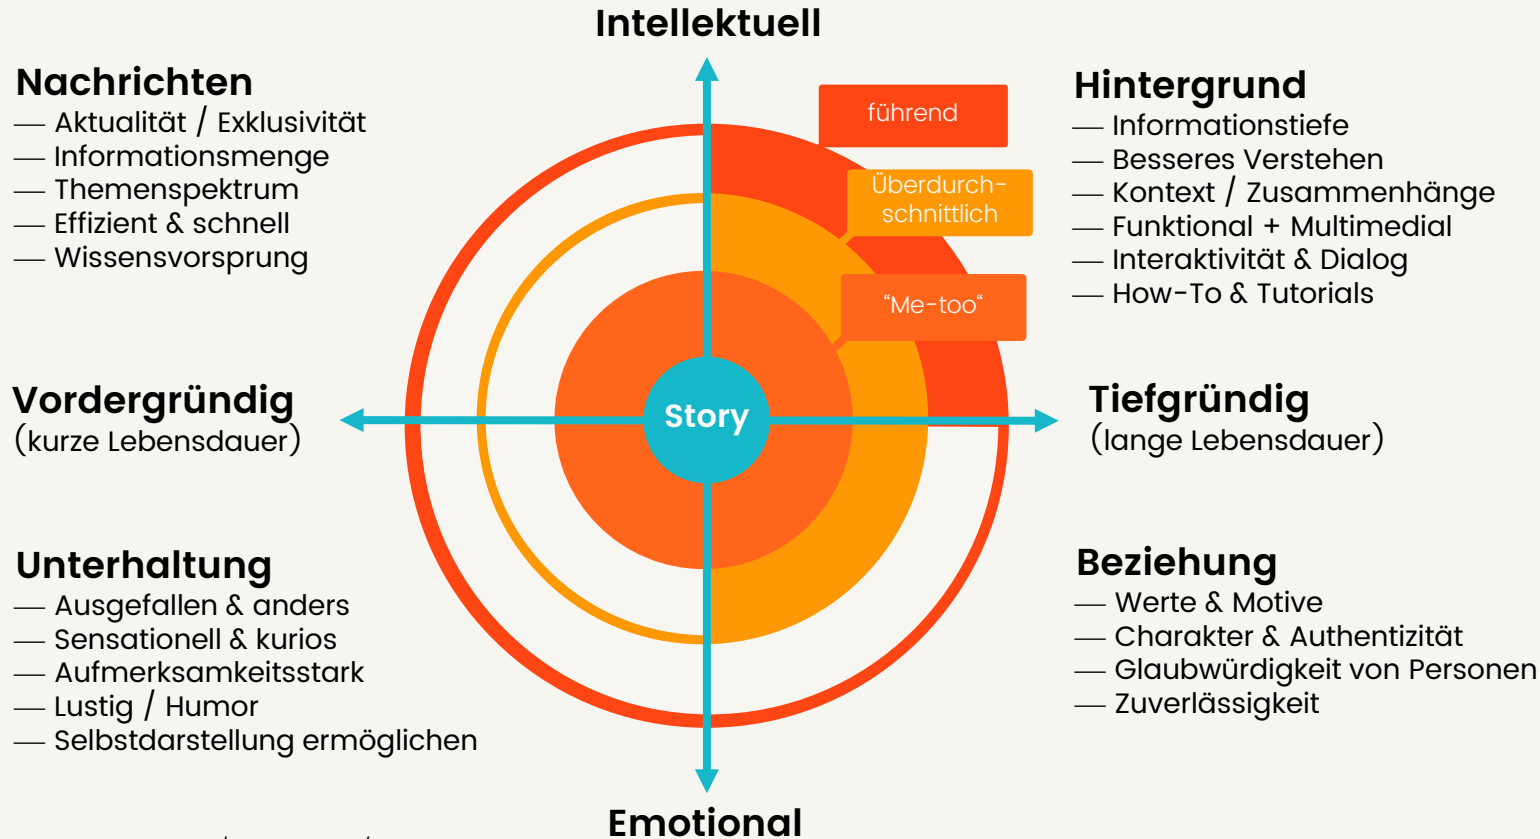 Intellektuell
Nachrichten
— Aktualität / Exklusivität
— Informationsmenge
— Themenspektrum
— Effizient & schnell
— Wissensvorsprung
führend
Überdurch-
schnittlich
“Me-too“
Hintergrund
— Informationstiefe
— Besseres Verstehen
— Kontext / Zusammenhänge
— Funktional + Multimedial
— Interaktivität & Dialog
— How-To & Tutorials
Vordergründig
(kurze Lebensdauer)
Story
Tiefgründig
(lange Lebensdauer)
Unterhaltung
— Ausgefallen & anders
— Sensationell & kurios
— Aufmerksamkeitsstark
— Lustig / Humor
— Selbstdarstellung ermöglichen
Beziehung
— Werte & Motive
— Charakter & Authentizität
— Glaubwürdigkeit von Personen
— Zuverlässigkeit
Emotional